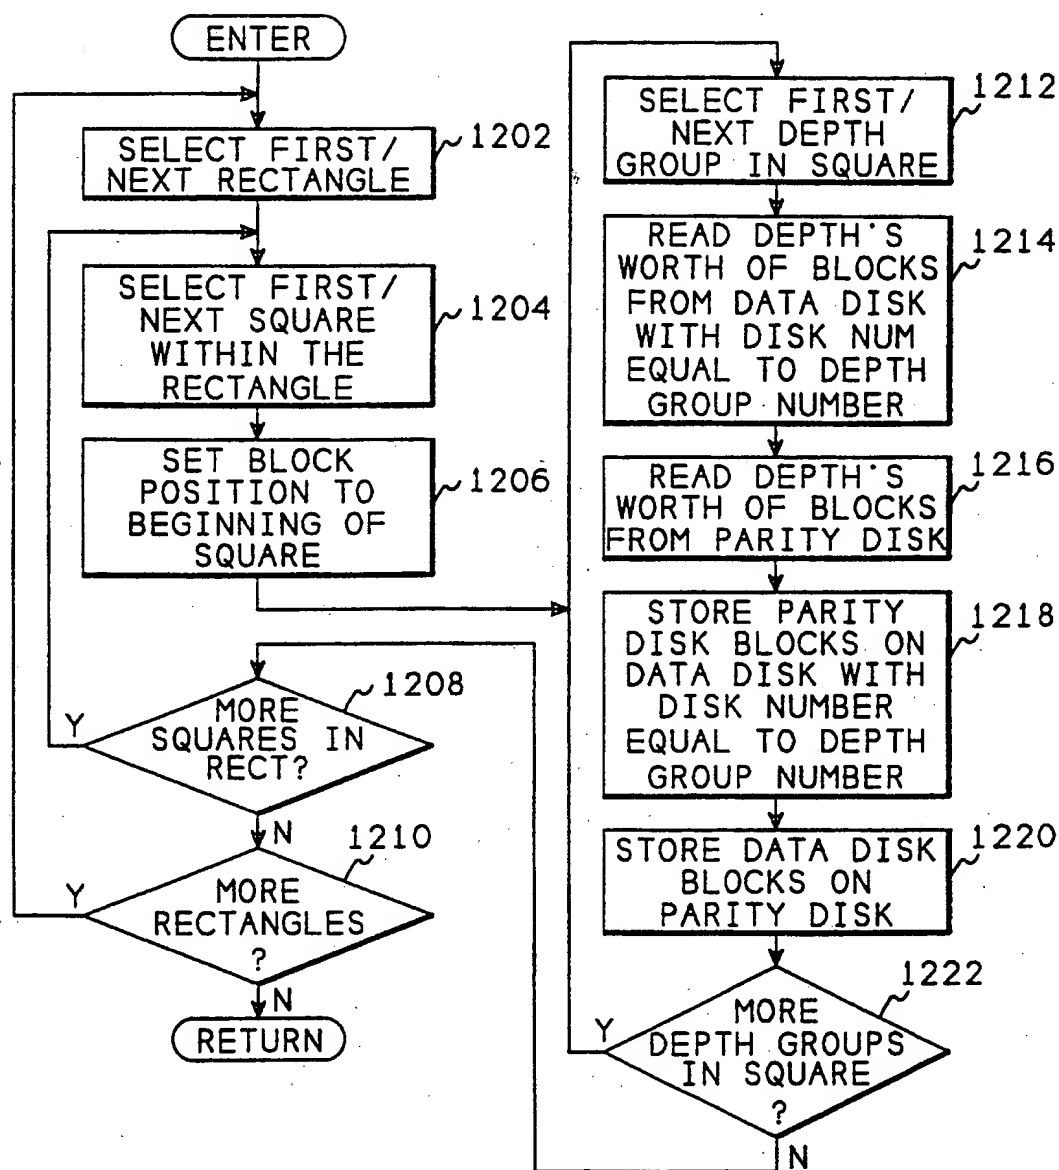 ENTER
SELECT FIRST/
NEXT RECTANGLE
1202
SELECT FIRST/
NEXT SQUARE
WITHIN THE
RECTANGLE
1204
SET BLOCK
POSITION TO
BEGINNING OF
SQUARE
1206
MORE
SQUARES IN
RECT?
1208
Y
N
MORE
RECTANGLES
?
1210
Y
N
RETURN
SELECT FIRST/
NEXT DEPTH
GROUP IN SQUARE
1212
READ DEPTH'S
WORTH OF BLOCKS
FROM DATA DISK
WITH DISK NUM
EQUAL TO DEPTH
GROUP NUMBER
1214
READ DEPTH'S
WORTH OF BLOCKS
FROM PARITY DISK
1216
STORE PARITY
DISK BLOCKS ON
DATA DISK WITH
DISK NUMBER
EQUAL TO DEPTH
GROUP NUMBER
1218
STORE DATA DISK
BLOCKS ON
PARITY DISK
1220
MORE
DEPTH GROUPS
IN SQUARE
?
1222
Y
N